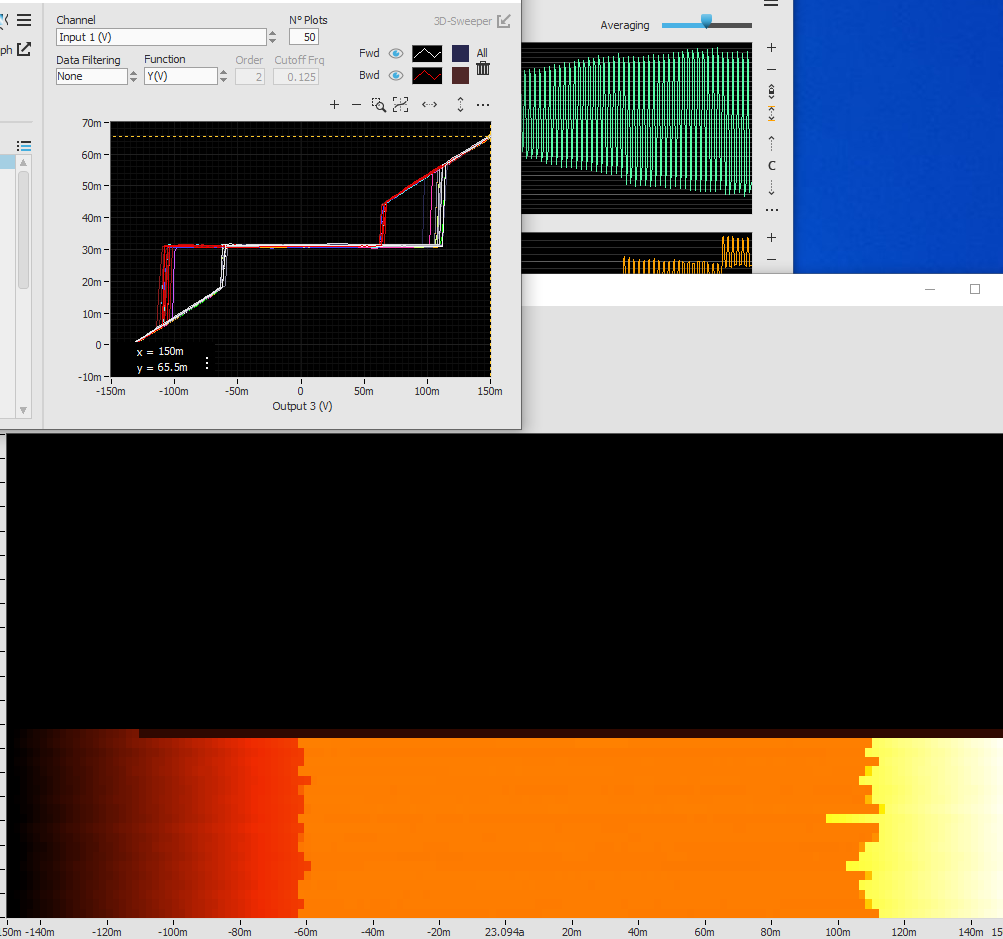 Channel
Nº Plots
3D-Sweeper
Averaging
ph
Input 1 (V)
50
Data Filtering
Function
Order
Cutoff Frq
Fwd
All
None
Y(V)
2
0.125
Bwd
70m
60m
50m
40m
30m
20m
10m
0
-10m
x = 150m
y = 65.5m
-150m
-100m
-50m
0
50m
100m
150m
Output 3 (V)
C
50m -140m -120m -100m -80m -60m -40m -20m 23.094a 20m 40m 60m 80m 100m 120m 140m 15